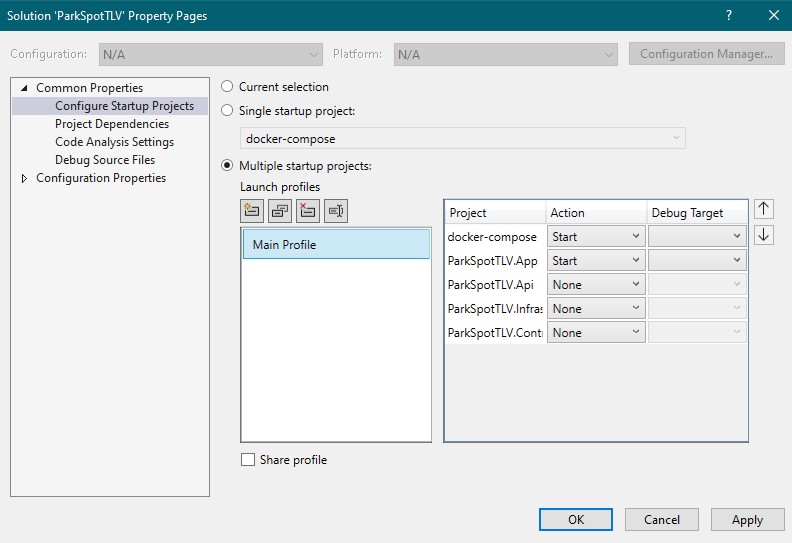 Solution 'ParkSpotTLV' Property Pages
Configuration: N/A Platform: N/A Configuration Manager...
Common Properties
Configure Startup Projects
Project Dependencies
Code Analysis Settings
Debug Source Files
Configuration Properties
Current selection
Single startup project:
docker-compose
Multiple startup projects:
Launch profiles
Main Profile
Project Action Debug Target
docker-compose Start
ParkSpotTLV.App Start
ParkSpotTLV.Api None
ParkSpotTLV.Infras None
ParkSpotTLV.Contr None
Share profile
OK Cancel Apply